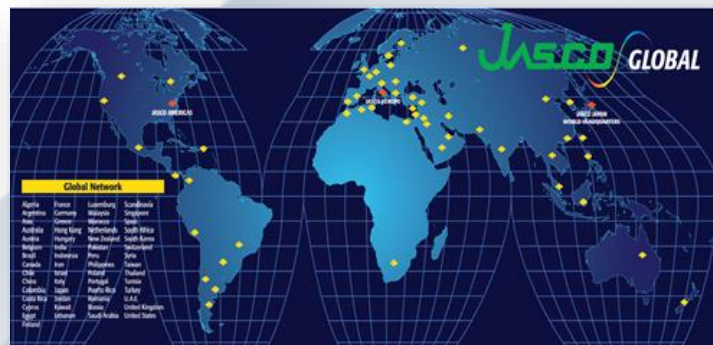 JASCO GLOBAL
JASCO AMERICAS
JASCO EUROPE
JASCO JAPAN
WORLD HEADQUARTERS
Global Network
Algeria France Luxemburg Scandinavia
Argentina Germany Malaysia Singapore
Greece Morocco Spain
Australia Hong Kong Netherlands South Africa
Austria Hungary New Zealand South Korea
Belgium India Pakistan Switzerland
Brazil Indonesia Peru Syria
Canada Iran Philippines Taiwan
Chile Israel Poland Thailand
China Italy Portugal Tunisia
Colombia Japan Puerto Rico Turkey
Costa Rica Jordan Romania U.A.E.
Cyprus Kuwait Russia United Kingdom
Egypt Lebanon Saudi Arabia United States
Finland